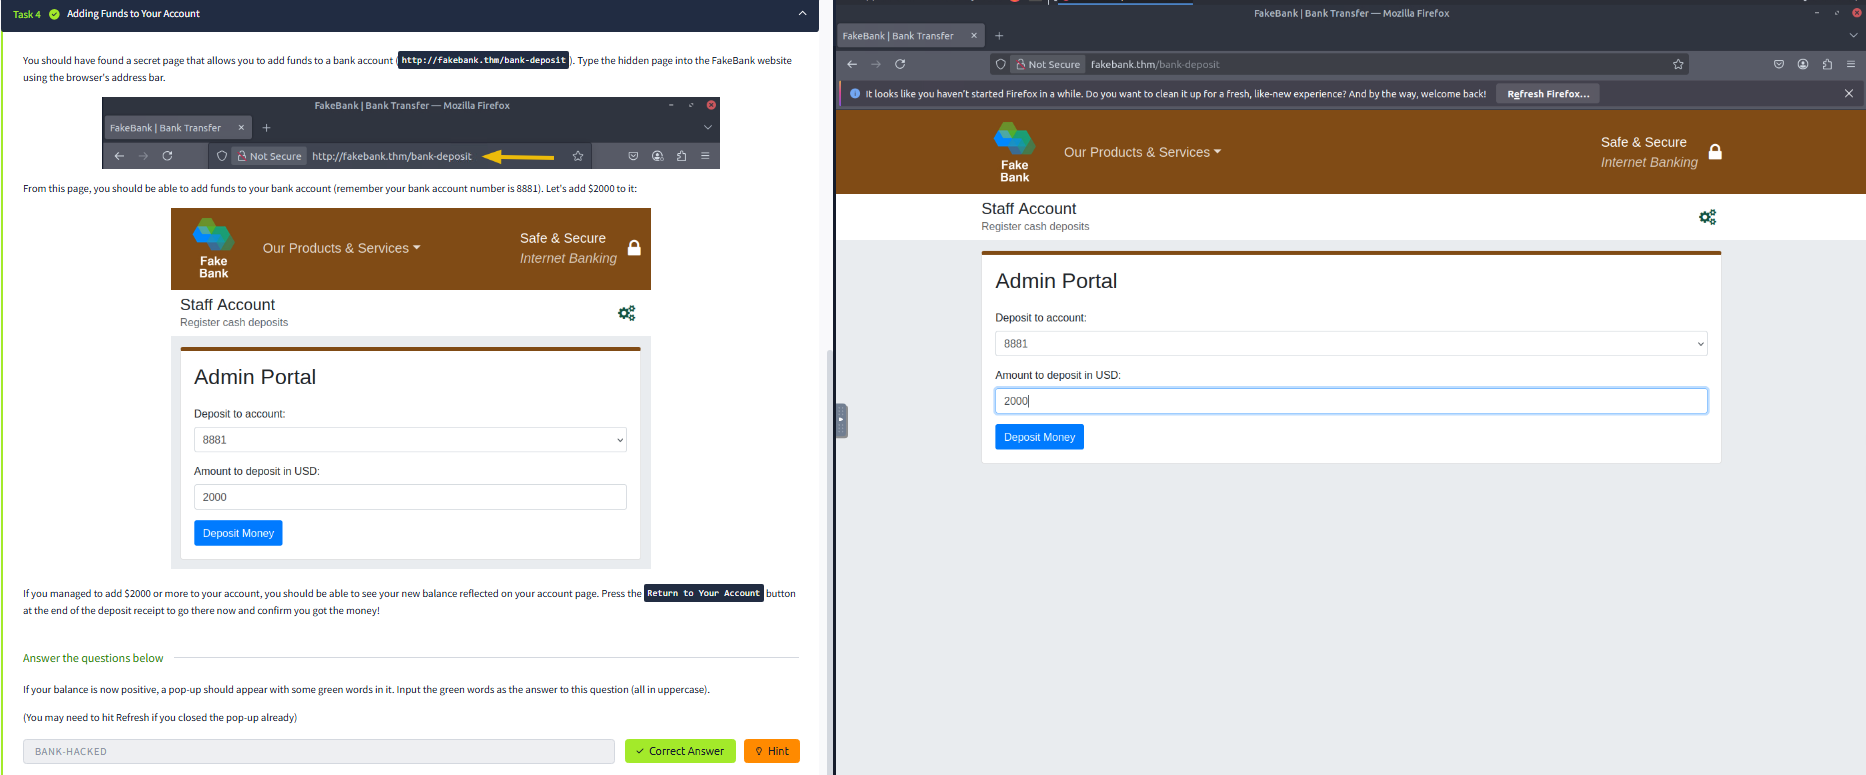 Task 4 Adding Funds to Your Account
You should have found a secret page that allows you to add funds to a bank account ( http://fakebank.thm/bank-deposit ). Type the hidden page into the FakeBank website
using the browser's address bar.
FakeBank | Bank Transfer — Mozilla Firefox
FakeBank | Bank Transfer
Not Secure http://fakebank.thm/bank-deposit
From this page, you should be able to add funds to your bank account (remember your bank account number is 8881). Let's add $2000 to it:
Fake
Bank
Our Products & Services
Safe & Secure
Internet Banking
Staff Account
Register cash deposits
Admin Portal
Deposit to account:
8881
Amount to deposit in USD:
2000
Deposit Money
If you managed to add $2000 or more to your account, you should be able to see your new balance reflected on your account page. Press the Return to Your Account button
at the end of the deposit receipt to go there now and confirm you got the money!
Answer the questions below
If your balance is now positive, a pop-up should appear with some green words in it. Input the green words as the answer to this question (all in uppercase).
(You may need to hit Refresh if you closed the pop-up already)
BANK-HACKED
Correct Answer
Hint
FakeBank | Bank Transfer — Mozilla Firefox
FakeBank | Bank Transfer
Not Secure fakebank.thm/bank-deposit
It looks like you haven't started Firefox in a while. Do you want to clean it up for a fresh, like-new experience? And by the way, welcome back! Refresh Firefox...
Fake
Bank
Our Products & Services
Safe & Secure
Internet Banking
Staff Account
Register cash deposits
Admin Portal
Deposit to account:
8881
Amount to deposit in USD:
2000
Deposit Money